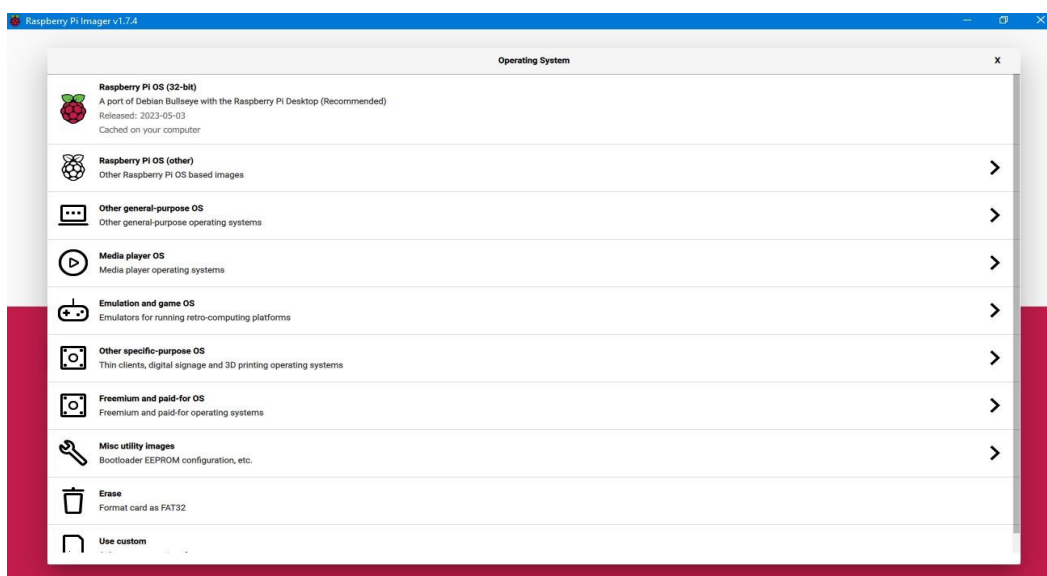 Raspberry Pi Imager v1.7.4
Operating System
X
Raspberry Pi OS (32-bit)
A port of Debian Bullseye with the Raspberry Pi Desktop (Recommended)
Released: 2023-05-03
Cached on your computer
Raspberry Pi OS (other)
Other Raspberry Pi OS based images
Other general-purpose OS
Other general-purpose operating systems
Media player OS
Media player operating systems
Emulation and game OS
Emulators for running retro-computing platforms
Other specific-purpose OS
Thin clients, digital signage and 3D printing operating systems
Freemium and paid-for OS
Freemium and paid-for operating systems
Misc utility images
Bootloader EEPROM configuration, etc.
Erase
Format card as FAT32
Use custom